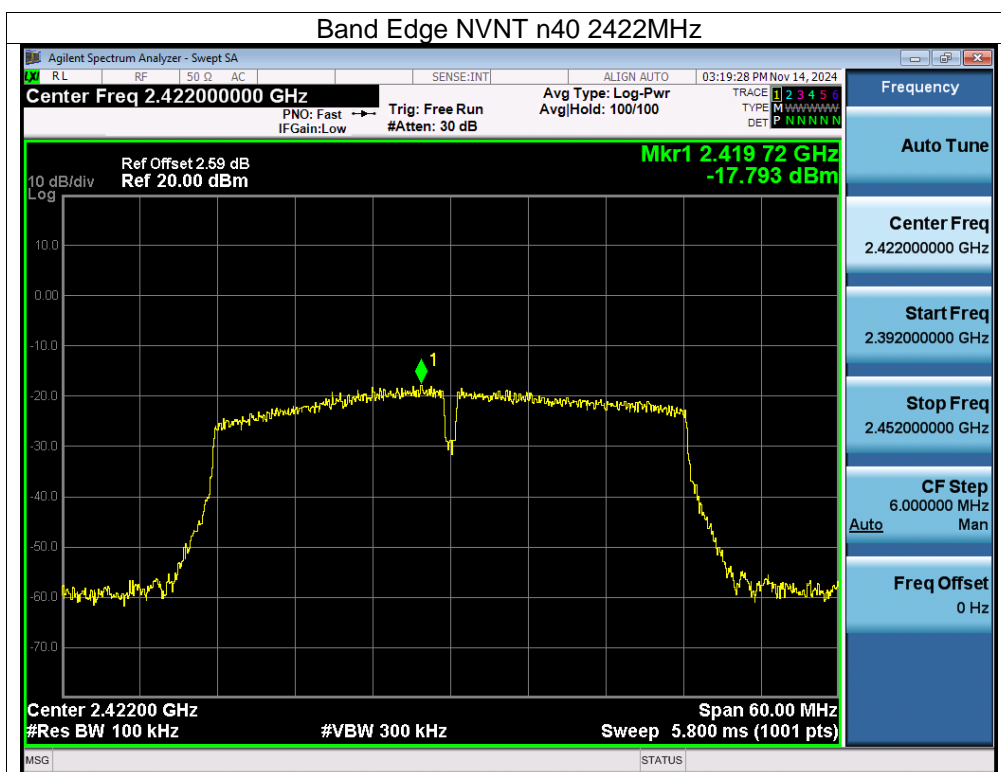 Band Edge NVNT n40 2422MHz
Agilent Spectrum Analyzer - Swept SA
LXI RL RF 50 Ω AC SENSE:INT ALIGN AUTO 03:19:28 PM Nov 14, 2024
Center Freq 2.422000000 GHz
PNO: Fast
IFGain:Low
Trig: Free Run
#Atten: 30 dB
Avg Type: Log-Pwr
Avg|Hold: 100/100
TRACE 1 2 3 4 5 6
TYPE M WWWWW
DET P N N N N N
Mkr1 2.419 72 GHz
-17.793 dBm
Ref Offset 2.59 dB
10 dB/div Ref 20.00 dBm
Log
10.0
0.00
-10.0
-20.0
-30.0
-40.0
-50.0
-60.0
-70.0
1
Center 2.42200 GHz Span 60.00 MHz
#Res BW 100 kHz #VBW 300 kHz Sweep 5.800 ms (1001 pts)
MSG STATUS
Frequency
Auto Tune
Center Freq
2.422000000 GHz
Start Freq
2.392000000 GHz
Stop Freq
2.452000000 GHz
CF Step
6.000000 MHz
Auto Man
Freq Offset
0 Hz